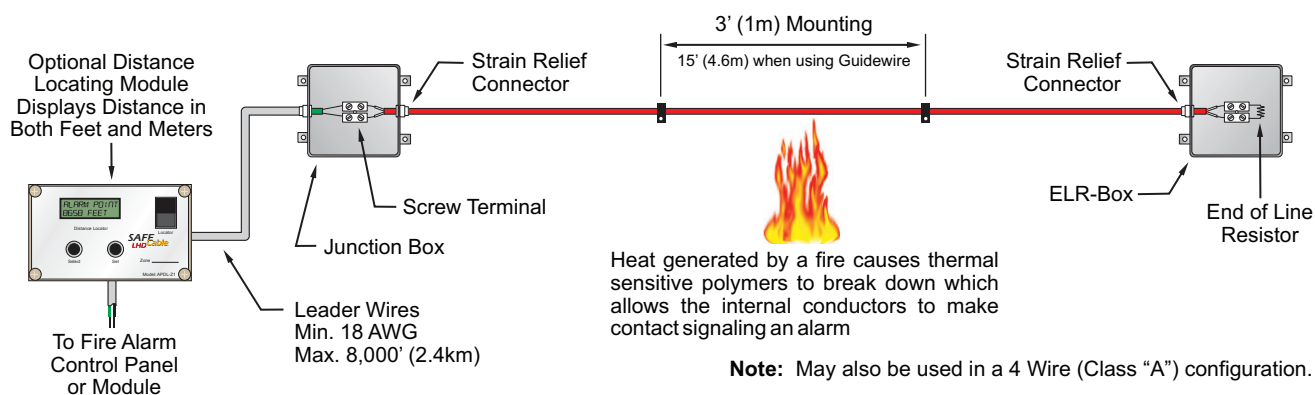 Optional Distance
Locating Module
Displays Distance in
Both Feet and Meters
ALARM POINT
0658 FEET
Distance Locator
Locator
SAFE
LHD Cable
Select
Set
Zone
Model: APDL-Z1
To Fire Alarm
Control Panel
or Module
Leader Wires
Min. 18 AWG
Max. 8,000' (2.4km)
Junction Box
Screw Terminal
Strain Relief
Connector
3' (1m) Mounting
15' (4.6m) when using Guidewire
Heat generated by a fire causes thermal
sensitive polymers to break down which
allows the internal conductors to make
contact signaling an alarm
Strain Relief
Connector
ELR-Box
End of Line
Resistor
Note: May also be used in a 4 Wire (Class “A”) configuration.